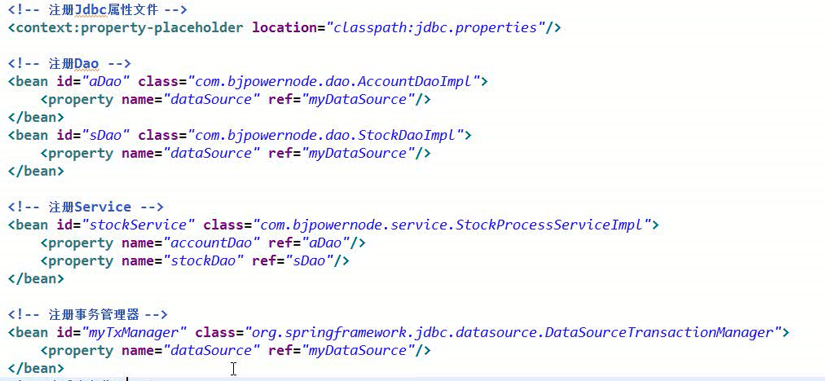 <!-- 注册Jdbc属性文件 -->
<context:property-placeholder location="classpath:jdbc.properties"/>
<!-- 注册Dao -->
<bean id="aDao" class="com.bjpowernode.dao.AccountDaoImpl">
<property name="dataSource" ref="myDataSource"/>
</bean>
<bean id="sDao" class="com.bjpowernode.dao.StockDaoImpl">
<property name="dataSource" ref="myDataSource"/>
</bean>
<!-- 注册Service -->
<bean id="stockService" class="com.bjpowernode.service.StockProcessServiceImpl">
<property name="accountDao" ref="aDao"/>
<property name="stockDao" ref="sDao"/>
</bean>
<!-- 注册事务管理器 -->
<bean id="myTxManager" class="org.springframework.jdbc.datasource.DataSourceTransactionManager">
<property name="dataSource" ref="myDataSource"/>
</bean>